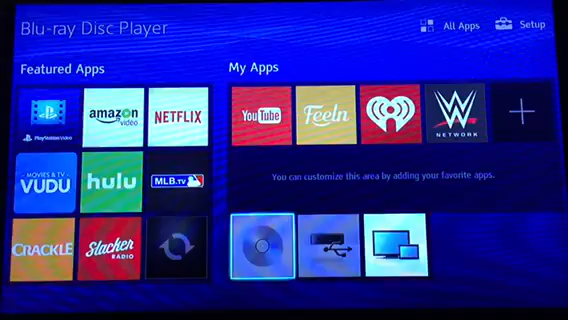 Blu-ray Disc Player
All Apps
Setup
Featured Apps
My Apps
PlayStation Video
amazon video
NETFLIX
YouTube
Feeln
W NETWORK
MOVIES & TV
VUDU
hulu
MLB.TV
You can customize this area by adding your favorite apps.
CRACKLE
Slacker
RADIO